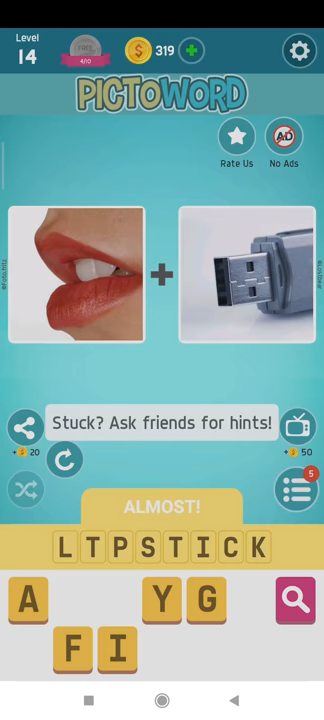 Level
14
FREE
4/10
$ 319
PICTOWORD
AD
Rate Us
No Ads
Stuck? Ask friends for hints!
+ 20
+ 50
5
ALMOST!
LTPSTICK
A Y G
F I